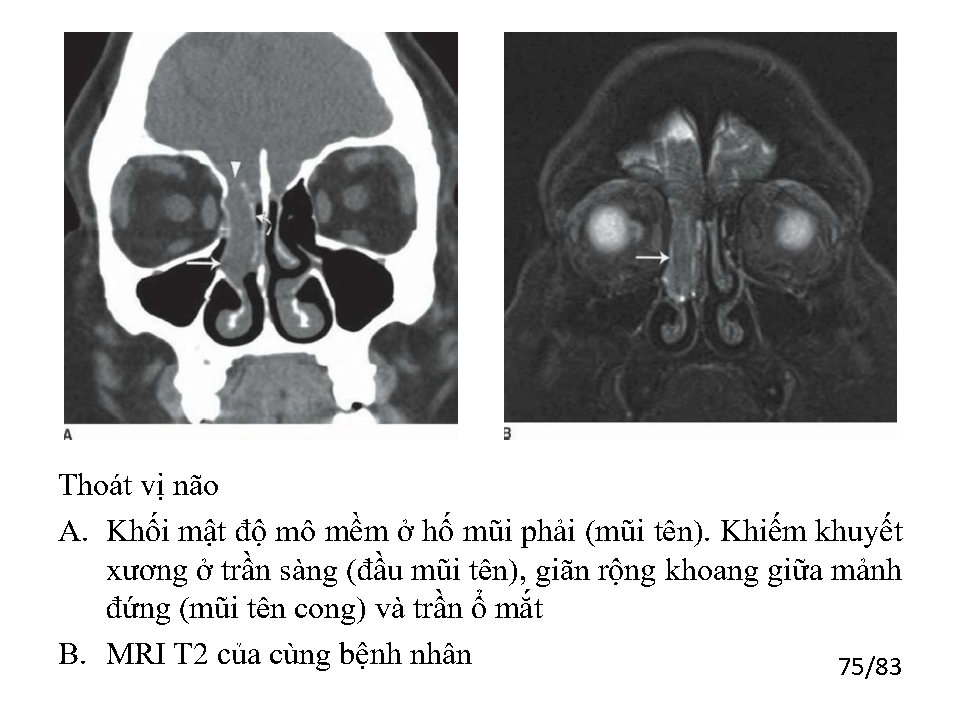 A
B
Thoát vị não
A. Khối mật độ mô mềm ở hố mũi phải (mũi tên). Khiếm khuyết
xương ở trần sàng (đầu mũi tên), giãn rộng khoang giữa mảnh
đứng (mũi tên cong) và trần ổ mắt
B. MRI T2 của cùng bệnh nhân
75/83